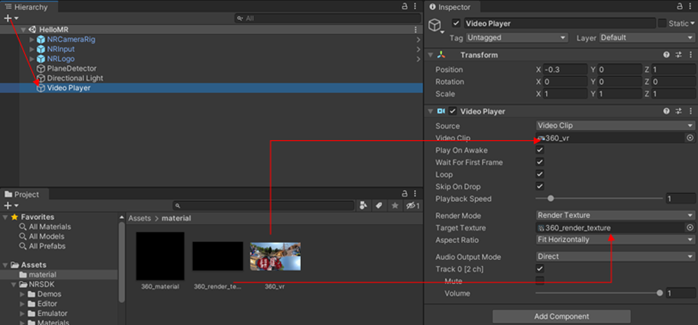 Hierarchy
All
HelloMR
NRCameraRig
NRInput
NRLogo
PlaneDetector
Directional Light
Video Player
Project
1
Favorites
All Materials
All Models
All Prefabs
Assets
material
NRSDK
Demos
Editor
Emulator
Materials
Assets > material
360_material
360_render_te...
360_vr
Inspector
Video Player
Static
Tag Untagged Layer Default
Transform
Position X -0.3 Y 0 Z 1
Rotation X 0 Y 0 Z 0
Scale X 1 Y 1 Z 1
Video Player
Source Video Clip
Video Clip 360_vr
Play On Awake
Wait For First Frame
Loop
Skip On Drop
Playback Speed 1
Render Mode Render Texture
Target Texture 360_render_texture
Aspect Ratio Fit Horizontally
Audio Output Mode Direct
Track 0 [2 ch]
Mute
Volume 1
Add Component